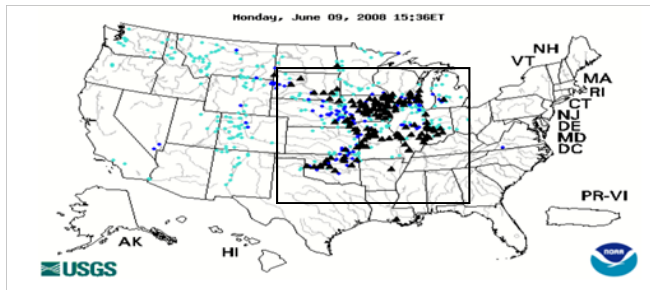 Monday, June 09, 2008 15:36ET
NH
VT
MA
RI
CT
NJ
DE
MD
DC
PR-VI
AK
HI
USGS
NOAA